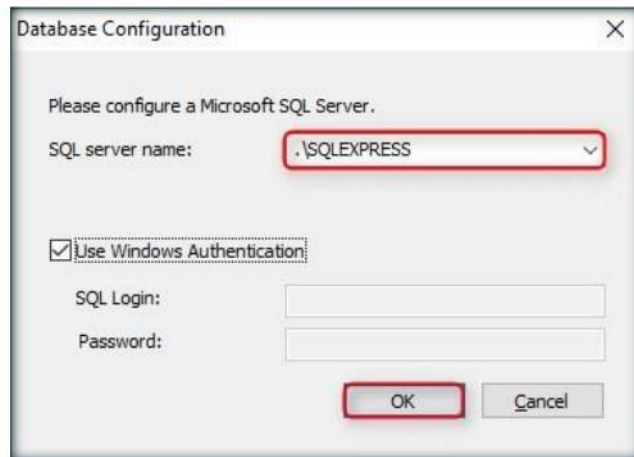 Database Configuration
Please configure a Microsoft SQL Server.
SQL server name: .\SQLEXPRESS
Use Windows Authentication
SQL Login:
Password:
OK Cancel